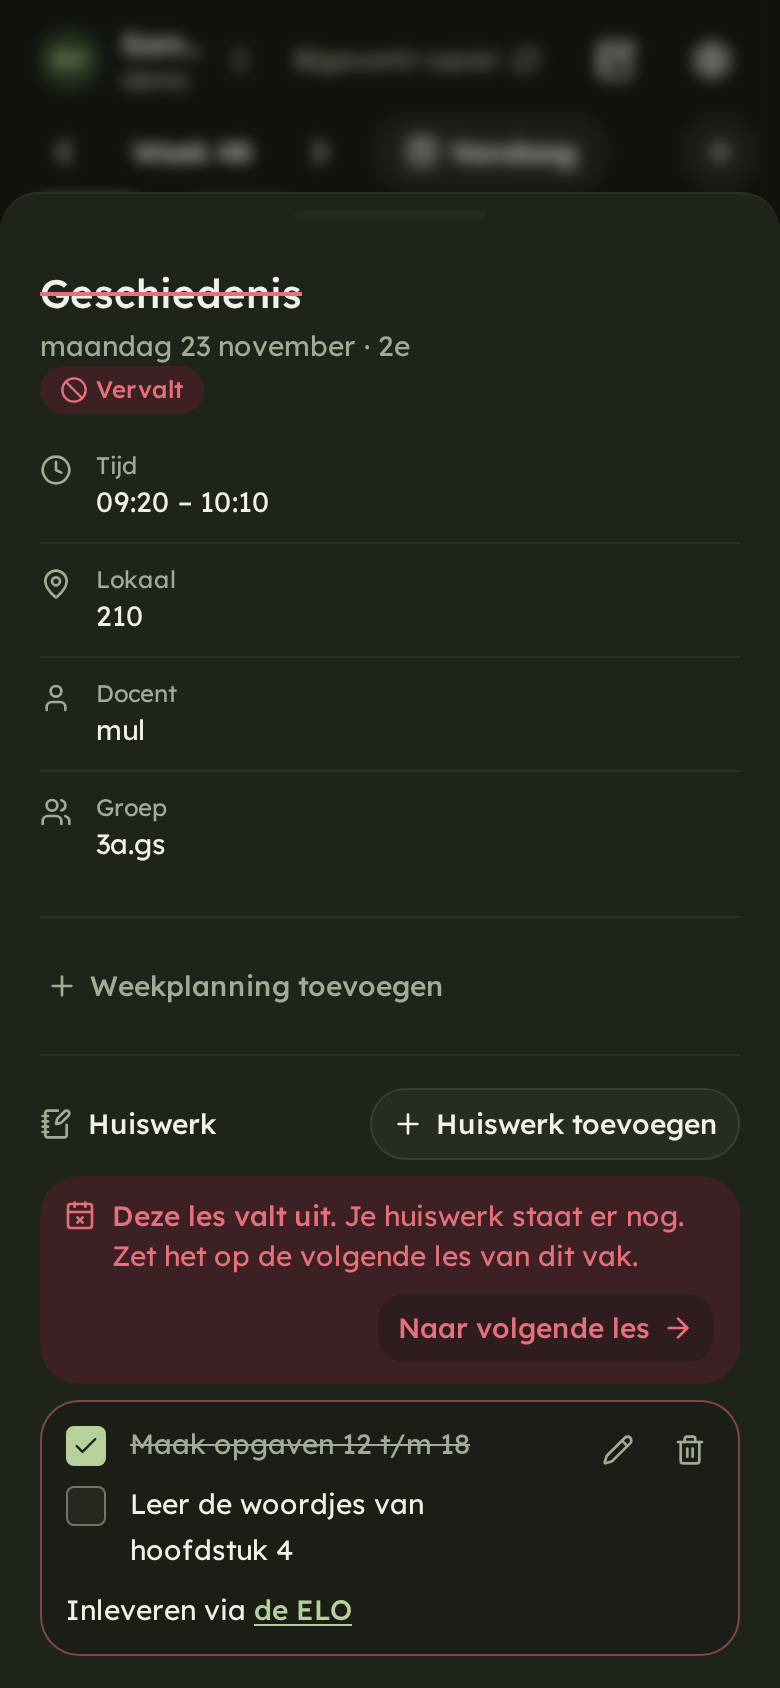 Week 48
Vandaag
Geschiedenis
maandag 23 november · 2e
Vervalt
Tijd
09:20 – 10:10
Lokaal
210
Docent
mul
Groep
3a.gs
Weekplanning toevoegen
Huiswerk
Huiswerk toevoegen
Deze les valt uit. Je huiswerk staat er nog.
Zet het op de volgende les van dit vak.
Naar volgende les
Maak opgaven 12 t/m 18
Leer de woordjes van
hoofdstuk 4
Inleveren via de ELO